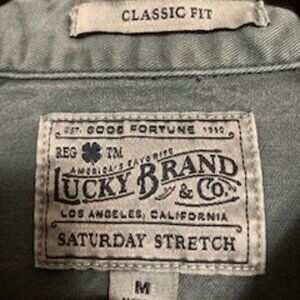 CLASSIC FIT
EST. GOOD FORTUNE 1990
REG TM
AMERICA'S FAVORITE
LUCKY BRAND
& CO.
LOS ANGELES, CALIFORNIA
SATURDAY STRETCH
M